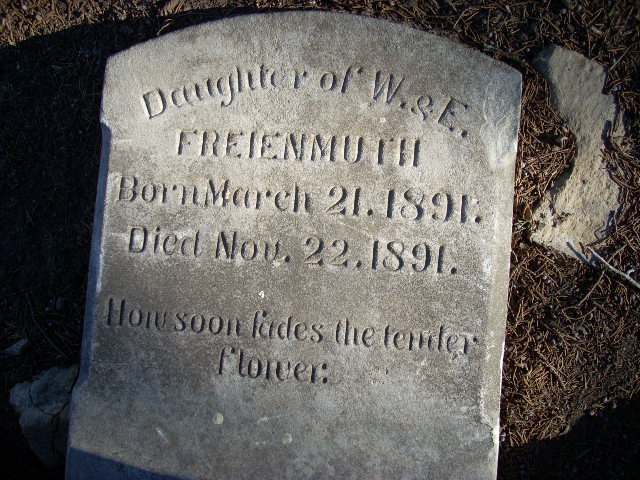 Daughter of W. & E.
FREIENMUTH
Born March 21. 1891.
Died Nov. 22. 1891.
How soon fades the tender
flower: